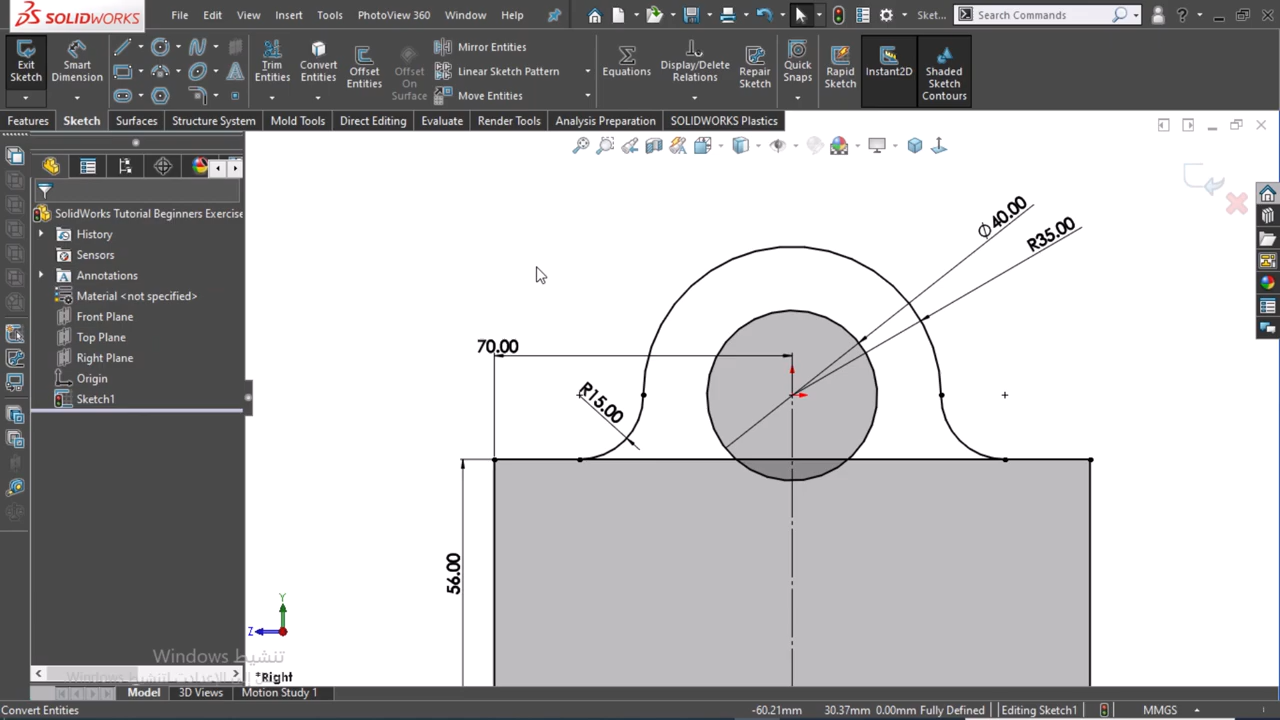 SOLIDWORKS File Edit View Insert Tools PhotoView 360 Window Help Sket... Search Commands ?
Exit Sketch Smart Dimension Trim Entities Convert Entities Offset Entities Offset On Surface Mirror Entities Linear Sketch Pattern Move Entities Equations Display/Delete Relations Repair Sketch Quick Snaps Rapid Sketch Instant2D Shaded Sketch Contours
Features Sketch Surfaces Structure System Mold Tools Direct Editing Evaluate Render Tools Analysis Preparation SOLIDWORKS Plastics
SolidWorks Tutorial Beginners Exercise
History
Sensors
Annotations
Material <not specified>
Front Plane
Top Plane
Right Plane
Origin
Sketch1
Ø40.00
R35.00
70.00
R15.00
56.00
Y
Z
تنشيط Windows
*Right
Model 3D Views Motion Study 1
Convert Entities -60.21mm 30.37mm 0.00mm Fully Defined Editing Sketch1 MMGS